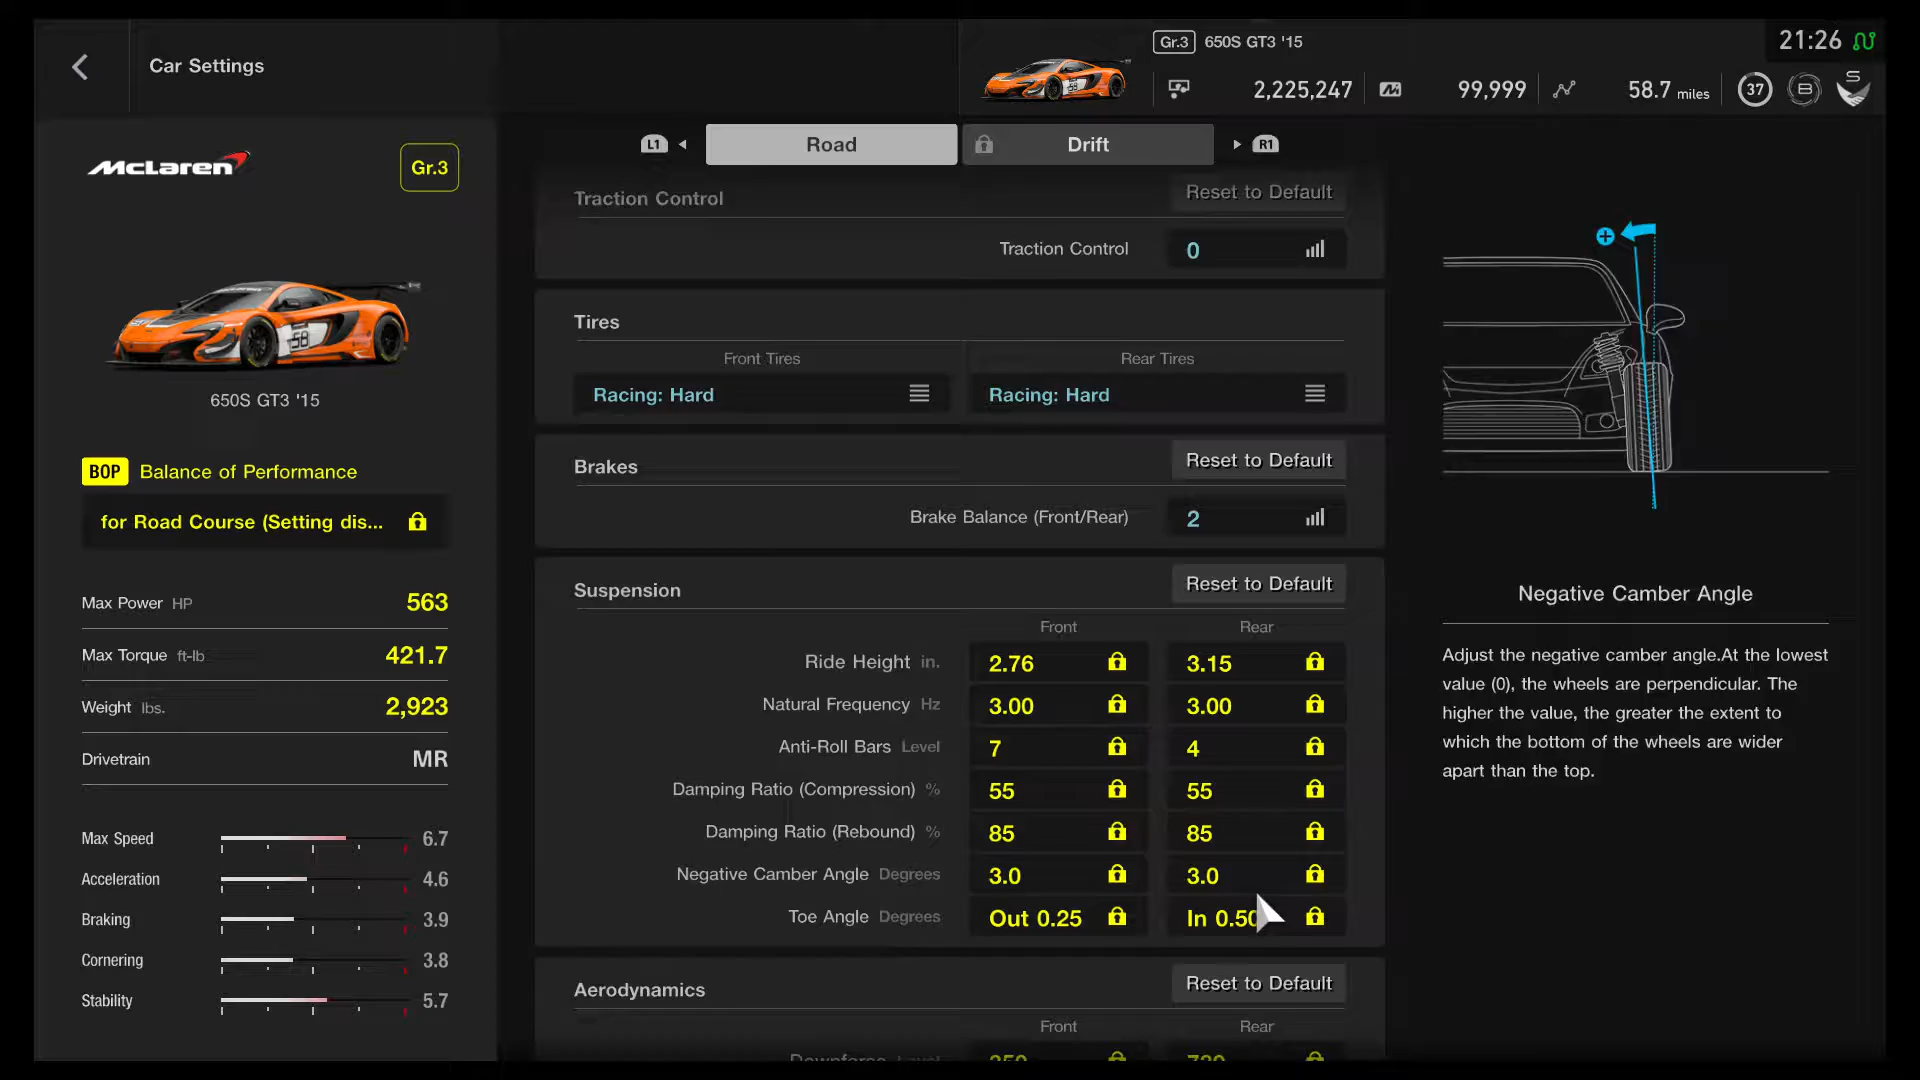 Car Settings
Gr.3 650S GT3 '15
21:26
2,225,247
99,999
58.7 miles
37
B
S
L1 Road Drift R1
McLaren Gr.3
650S GT3 '15
BOP Balance of Performance
for Road Course (Setting dis...
Max Power HP 563
Max Torque ft-lb 421.7
Weight lbs. 2,923
Drivetrain MR
Max Speed 6.7
Acceleration 4.6
Braking 3.9
Cornering 3.8
Stability 5.7
Traction Control Reset to Default
Traction Control 0
Tires
Front Tires Rear Tires
Racing: Hard Racing: Hard
Brakes Reset to Default
Brake Balance (Front/Rear) 2
Suspension Reset to Default
Front Rear
Ride Height in. 2.76 3.15
Natural Frequency Hz 3.00 3.00
Anti-Roll Bars Level 7 4
Damping Ratio (Compression) % 55 55
Damping Ratio (Rebound) % 85 85
Negative Camber Angle Degrees 3.0 3.0
Toe Angle Degrees Out 0.25 In 0.50
Aerodynamics Reset to Default
Front Rear
Downforce Level
Negative Camber Angle
Adjust the negative camber angle.At the lowest
value (0), the wheels are perpendicular. The
higher the value, the greater the extent to
which the bottom of the wheels are wider
apart than the top.